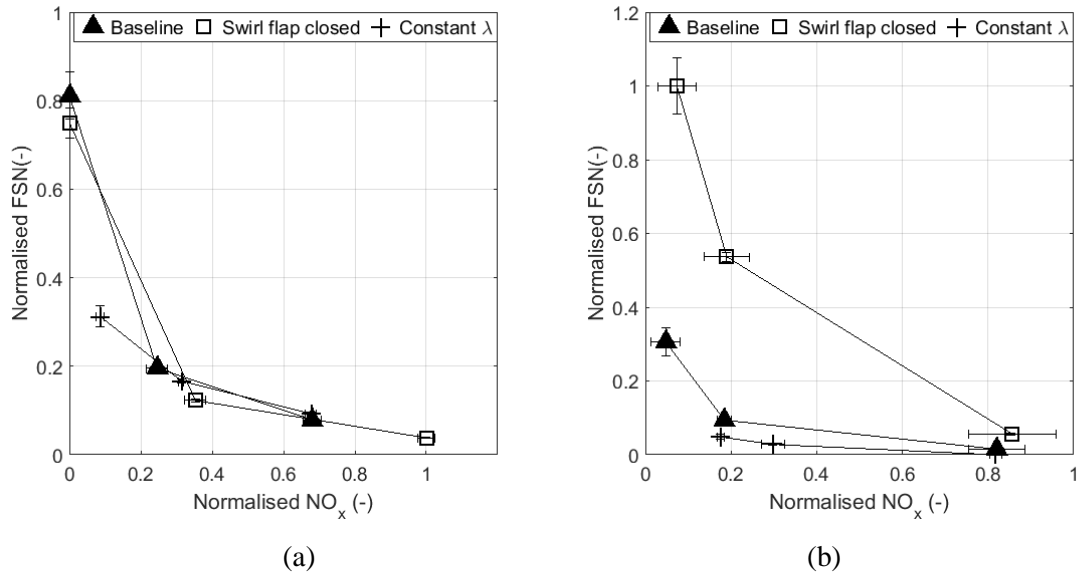 Baseline Swirl flap closed Constant λ
Normalised FSN(-)
1
0.8
0.6
0.4
0.2
0
0 0.2 0.4 0.6 0.8 1
Normalised NOx (-)
(a)
Baseline Swirl flap closed Constant λ
Normalised FSN(-)
1.2
1
0.8
0.6
0.4
0.2
0
0 0.2 0.4 0.6 0.8 1
Normalised NOx (-)
(b)